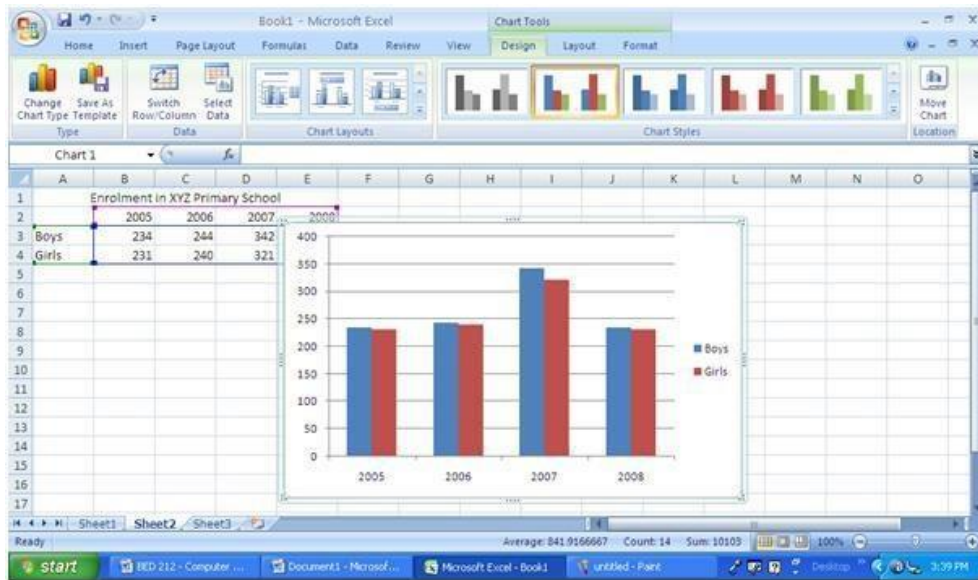 Book1 - Microsoft Excel
Chart Tools
Home Insert Page Layout Formulas Data Review View Design Layout Format
Change Chart Type
Save As Template
Switch Row/Column
Select Data
Move Chart
Type Data Chart Layouts Chart Styles Location
Chart 1 fx
A B C D E F G H I J K L M N O
1 Enrolment in XYZ Primary School
2 2005 2006 2007 2008
3 Boys 234 244 342
4 Girls 231 240 321
5
6
7
8
9
10
11
12
13
14
15
16
17
400
350
300
250
200
150
100
50
0
2005 2006 2007 2008
Boys
Girls
Sheet1 Sheet2 Sheet3
Ready Average: 841.9166667 Count: 14 Sum: 10103 100%
start BED 212 - Computer ... Document1 - Microsof... Microsoft Excel - Book1 untitled - Paint Desktop 3:39 PM